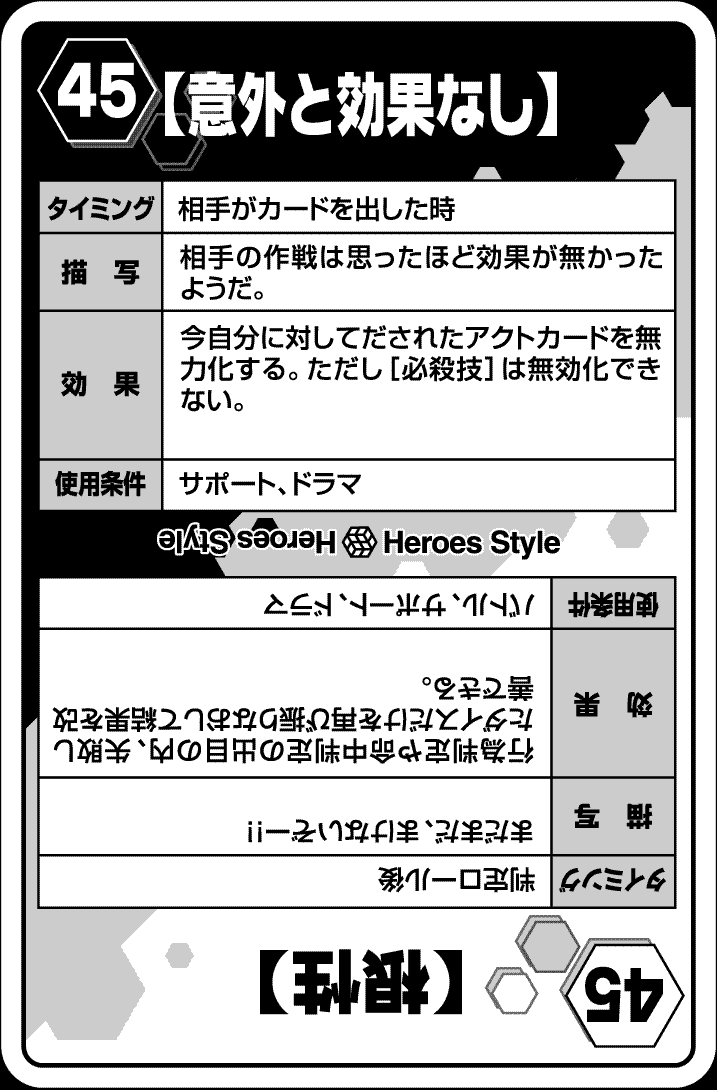 45
【意外と効果なし】
タイミング 相手がカードを出した時
描 写 相手の作戦は思ったほど効果が無かった
ようだ。
効 果 今自分に対してだされたアクトカードを無
力化する。ただし[必殺技]は無効化でき
ない。
使用条件 サポート、ドラマ
Heroes Style
Heroes Style
45
【根性】
タイミング 判定ロール後
描 写 まだまだ、まけないぞー!!
効 果 行為判定や命中判定の出目の内、失敗し
ただイスだけを再び振りなおして結果を改
善できる。
使用条件 バトル、サポート、ドラマ